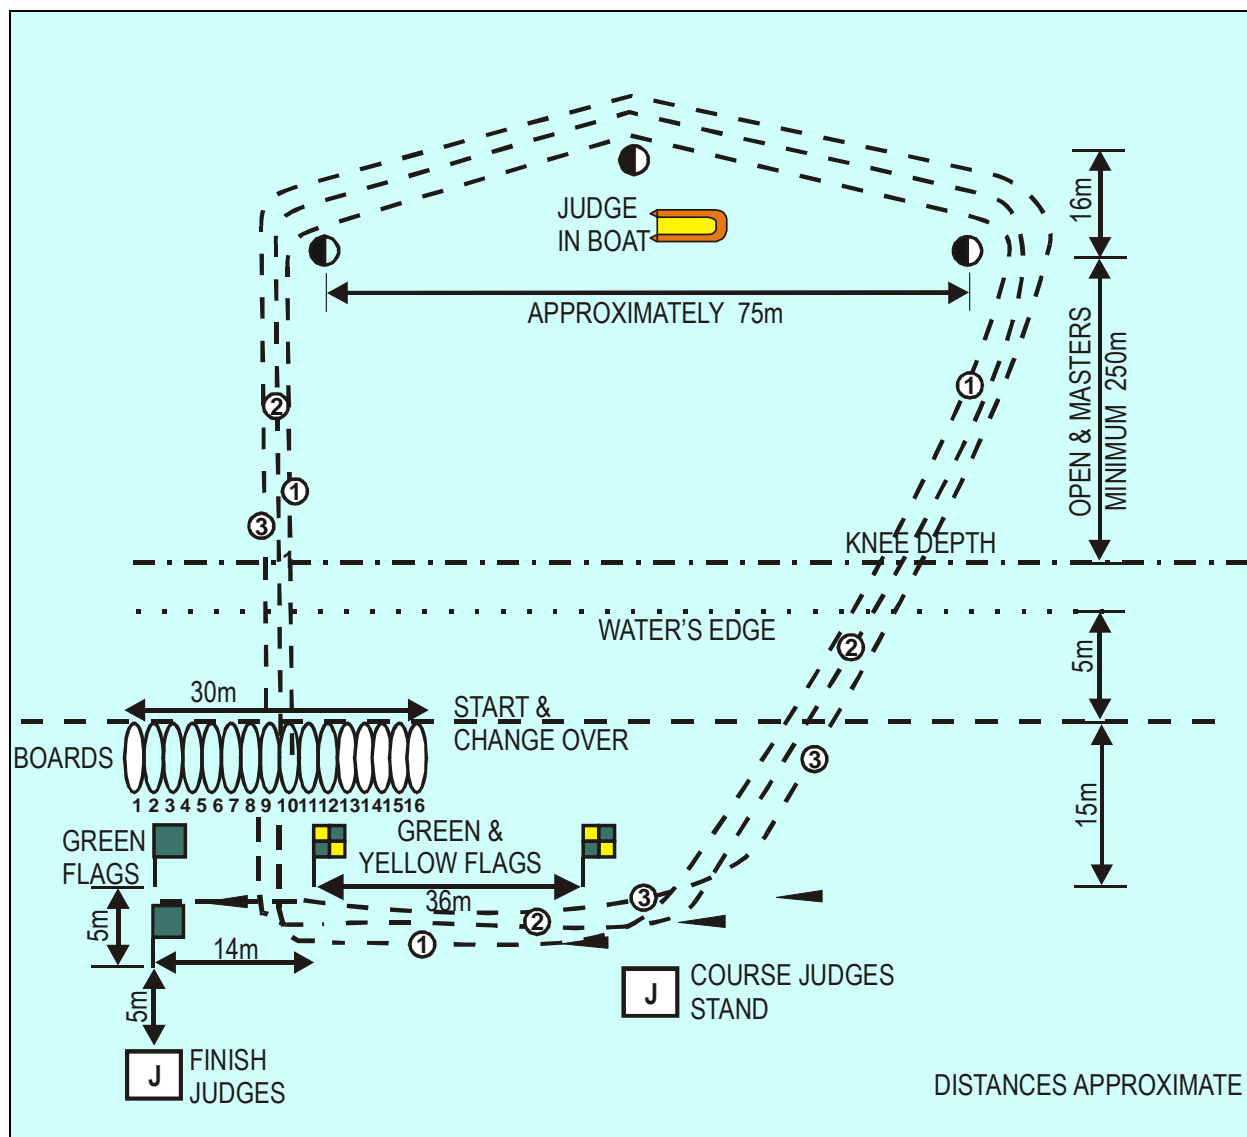 JUDGE
IN BOAT
16m
APPROXIMATELY 75m
OPEN & MASTERS
MINIMUM 250m
1
2
1
3
1
KNEE DEPTH
WATER'S EDGE
2
5m
30m
START &
CHANGE OVER
BOARDS
3
1 2 3 4 5 6 7 8 9 10 11 12 13 14 14 15 16
15m
GREEN
FLAGS
GREEN &
YELLOW FLAGS
36m
3
2
1
5m
14m
5m
J
COURSE JUDGES
STAND
J
FINISH
JUDGES
DISTANCES APPROXIMATE